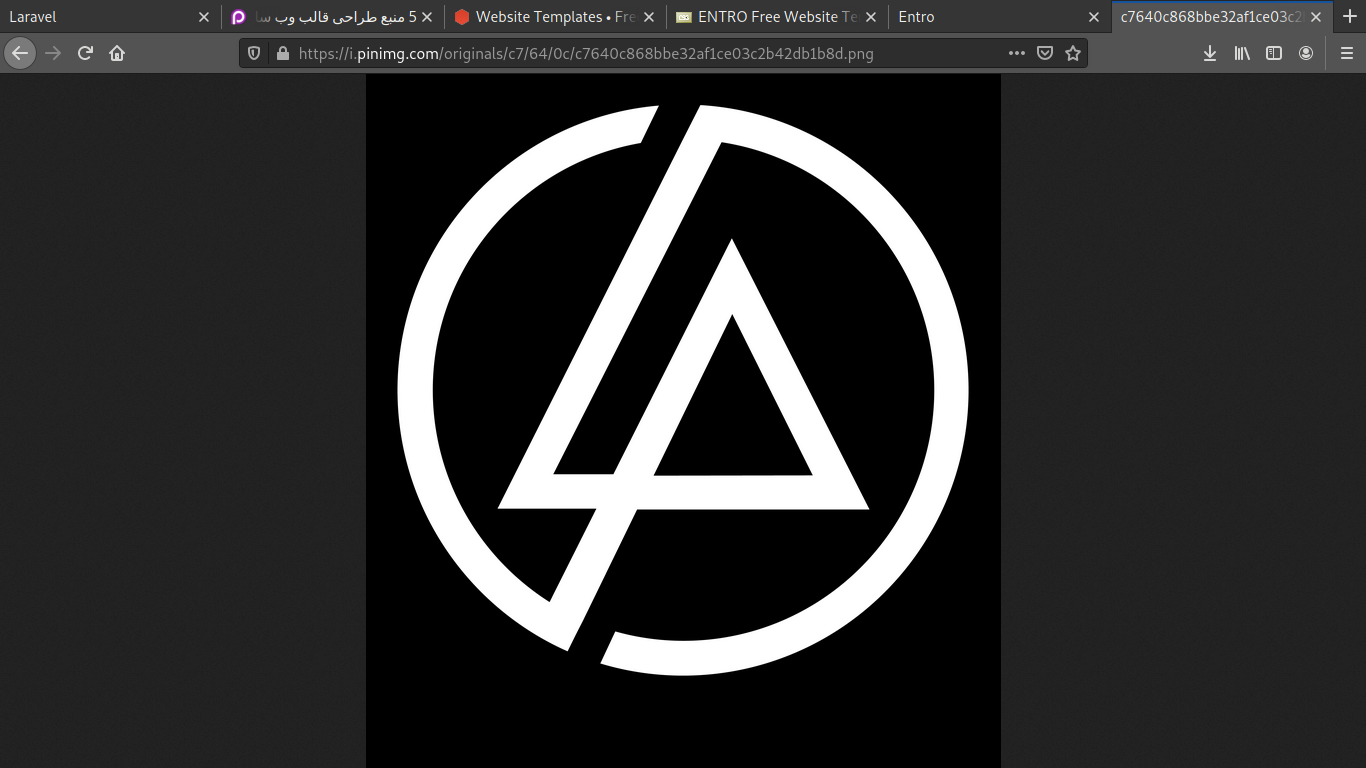 Laravel
5 منبع طراحی قالب وب سا
Website Templates • Fre
ENTRO Free Website Te
Entro
c7640c868bbe32af1ce03c2
https://i.pinimg.com/originals/c7/64/0c/c7640c868bbe32af1ce03c2b42db1b8d.png